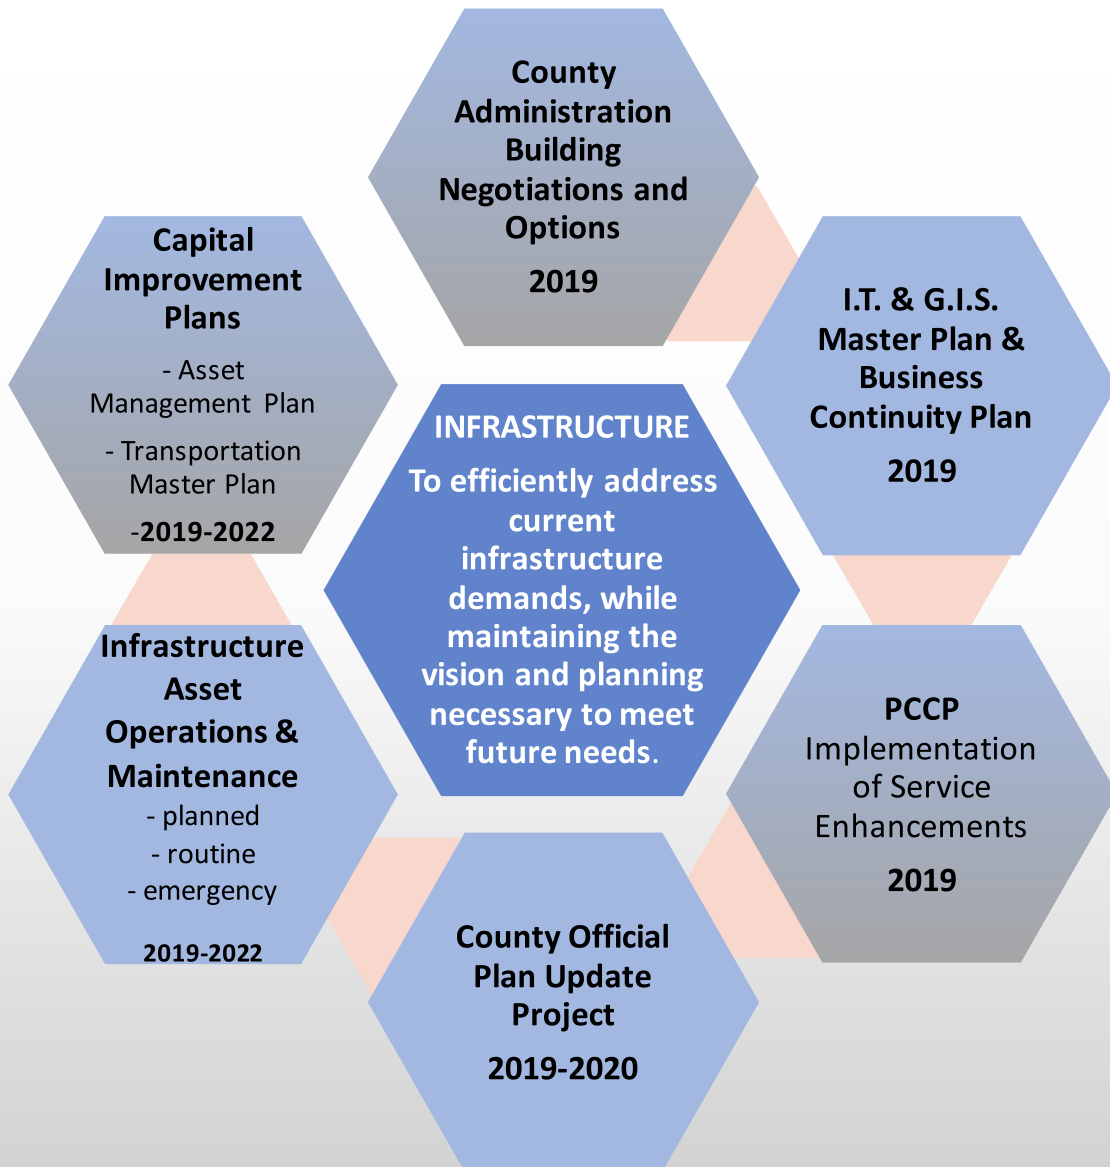 County
Administration
Building
Negotiations and
Options
2019
I.T. & G.I.S.
Master Plan &
Business
Continuity Plan
2019
PCCP
Implementation
of Service
Enhancements
2019
County Official
Plan Update
Project
2019-2020
Infrastructure
Asset
Operations &
Maintenance
- planned
- routine
- emergency
2019-2022
Capital
Improvement
Plans
- Asset
Management Plan
- Transportation
Master Plan
-2019-2022
INFRASTRUCTURE
To efficiently address
current
infrastructure
demands, while
maintaining the
vision and planning
necessary to meet
future needs.